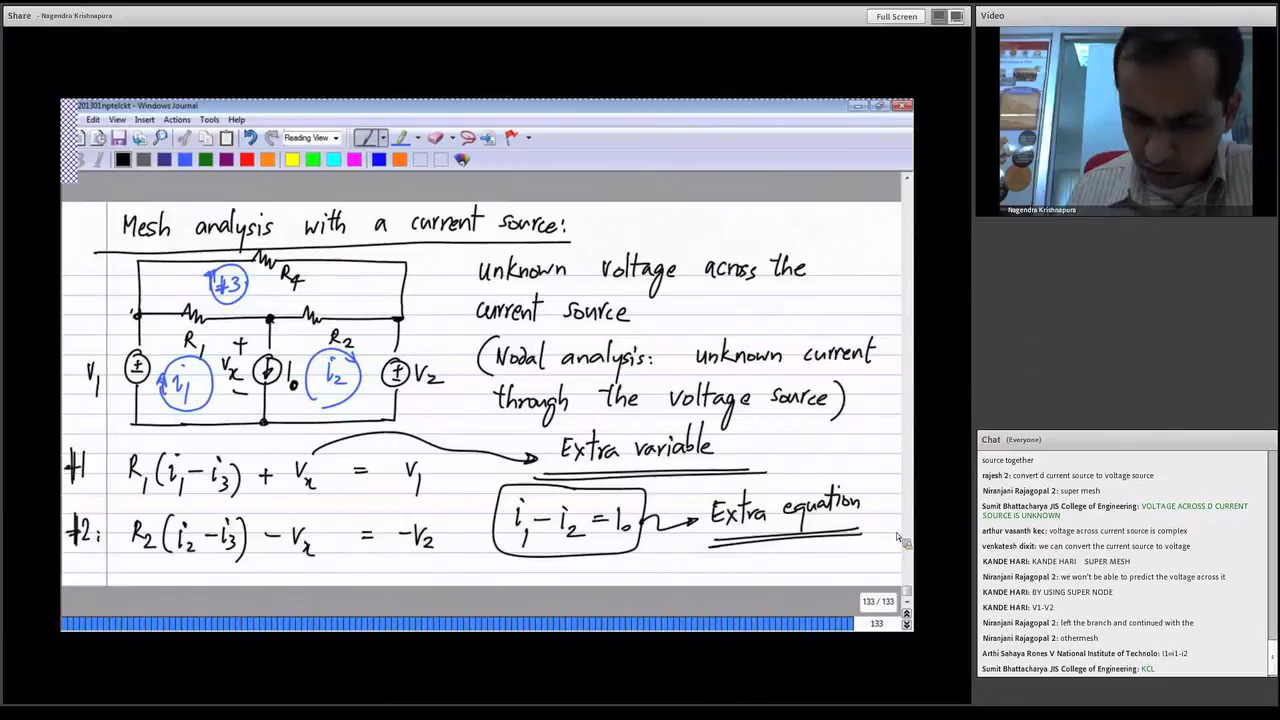 Share - Nagendra Krishnapura
Full Screen
Video
Nagendra Krishnapura
201301nptelckt - Windows Journal
Edit View Insert Actions Tools Help
Reading View
Mesh analysis with a current source:
R4
#3
R1
R2
V1
i1
+
Vx
-
I0
i2
V2
unknown voltage across the
current source
(Nodal analysis: unknown current
through the voltage source)
Extra variable
#1 R1(i1-i3) + Vx = V1
i1-i2 = I0
Extra equation
#2: R2(i2-i3) - Vx = -V2
133 / 133
133
Chat (Everyone)
source together
rajesh 2: convert d current source to voltage source
Niranjani Rajagopal 2: super mesh
Sumit Bhattacharya JIS College of Engineering: VOLTAGE ACROSS D CURRENT
SOURCE IS UNKNOWN
arthur vasanth kec: voltage across current source is complex
venkatesh dixit: we can convert the current source to voltage
KANDE HARI: KANDE HARI SUPER MESH
Niranjani Rajagopal 2: we won't be able to predict the voltage across it
KANDE HARI: BY USING SUPER NODE
KANDE HARI: V1-V2
Niranjani Rajagopal 2: left the branch and continued with the
Niranjani Rajagopal 2: othermesh
Arthi Sahaya Rones V National Institute of Technolo: I1=i1-i2
Sumit Bhattacharya JIS College of Engineering: KCL